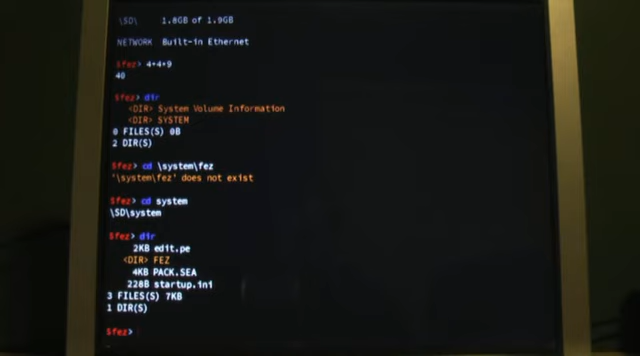 \SD\ 1.8GB of 1.9GB
NETWORK Built-in Ethernet
$fez> 4+4*9
40
$fez> dir
<DIR> System Volume Information
<DIR> SYSTEM
0 FILES(S) 0B
2 DIR(S)
$fez> cd \system\fez
'\system\fez' does not exist
$fez> cd system
\SD\system
$fez> dir
2KB edit.pe
<DIR> FEZ
4KB PACK.SEA
228B startup.ini
3 FILES(S) 7KB
1 DIR(S)
$fez>